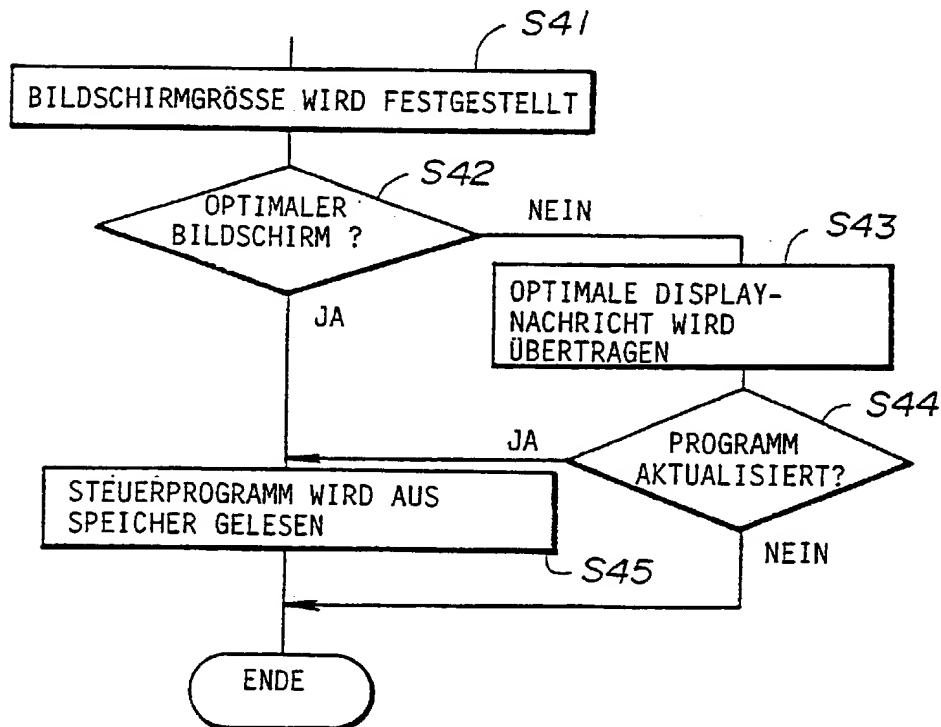 S41
BILDSCHIRMGRÖSSE WIRD FESTGESTELLT
S42
OPTIMALER
BILDSCHIRM ?
NEIN
S43
JA
OPTIMALE DISPLAY-
NACHRICHT WIRD
ÜBERTRAGEN
S44
JA
PROGRAMM
AKTUALISIERT?
STEUERPROGRAMM WIRD AUS
SPEICHER GELESEN
NEIN
S45
ENDE